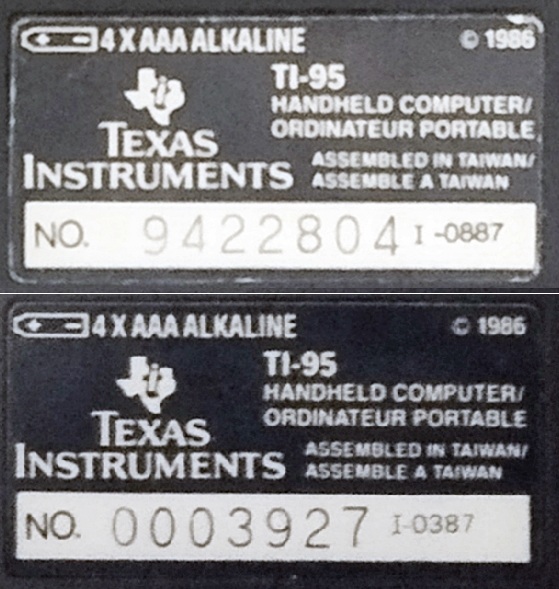 4 X AAA ALKALINE © 1986
TI-95
HANDHELD COMPUTER/
ORDINATEUR PORTABLE
TEXAS
INSTRUMENTS
ASSEMBLED IN TAIWAN/
ASSEMBLE A TAIWAN
NO. 9422804 I-0887
4 X AAA ALKALINE © 1986
TI-95
HANDHELD COMPUTER/
ORDINATEUR PORTABLE
TEXAS
INSTRUMENTS
ASSEMBLED IN TAIWAN/
ASSEMBLE A TAIWAN
NO. 0003927 I-0387